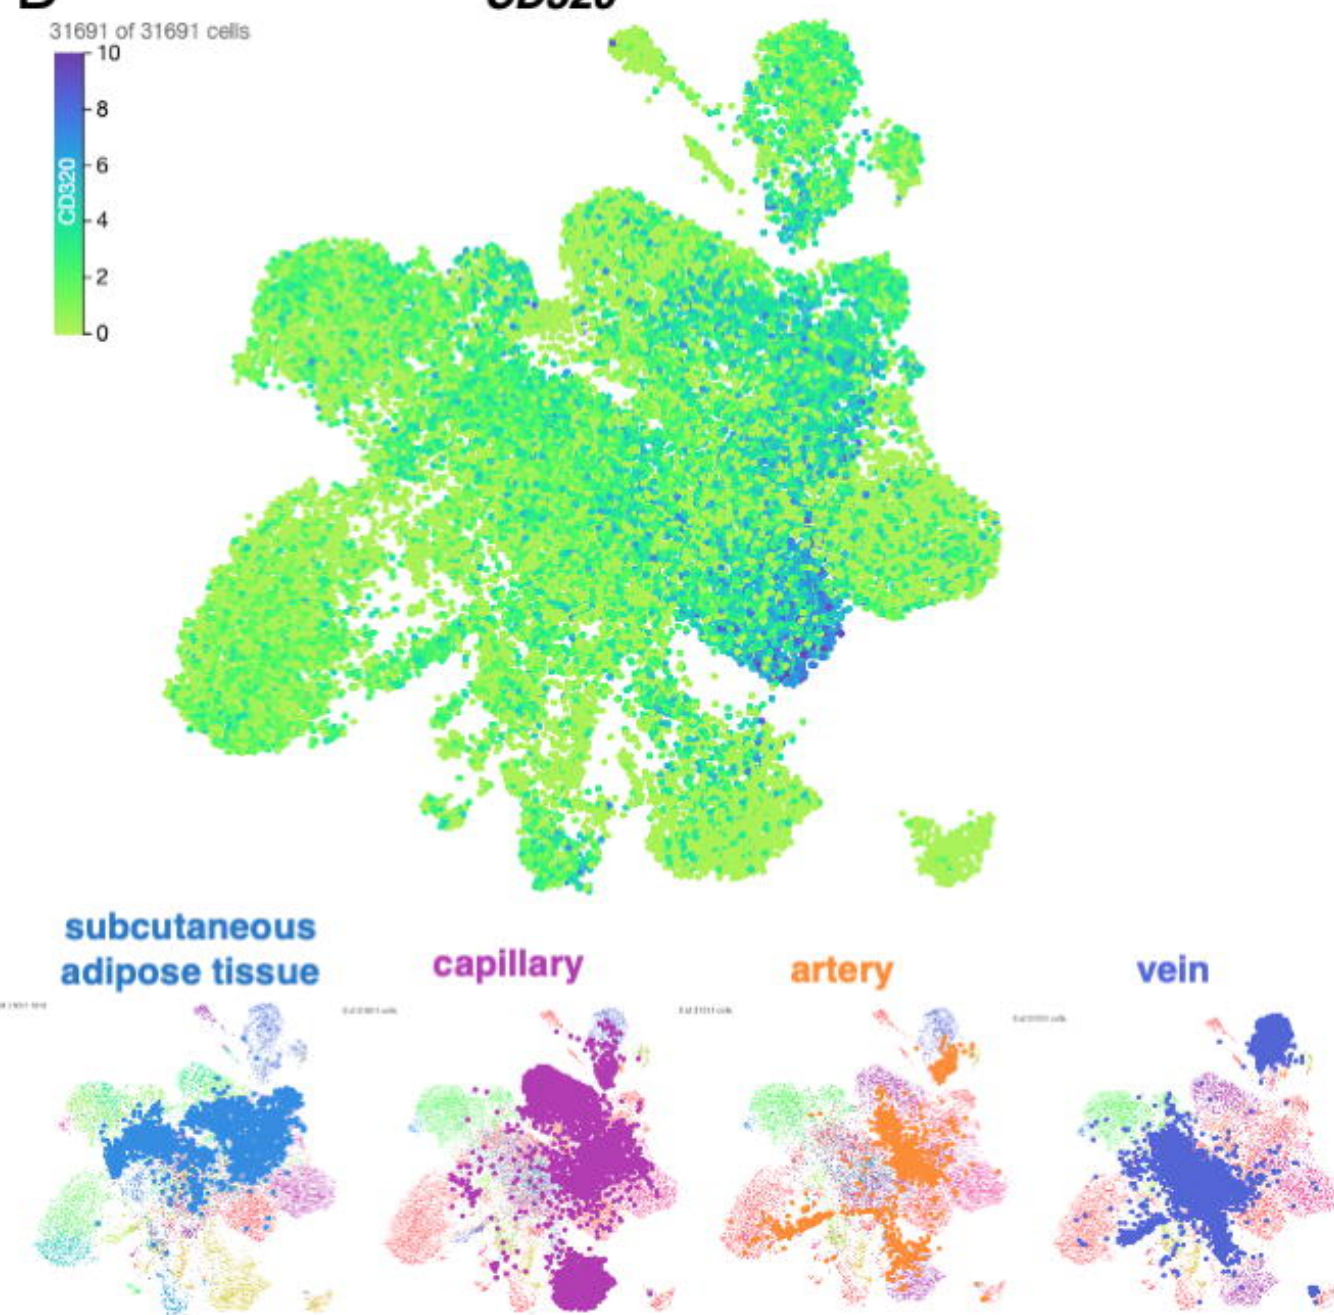 31691 of 31691 cells
10
8
6
4
2
0
CD320
subcutaneous
adipose tissue
capillary
artery
vein